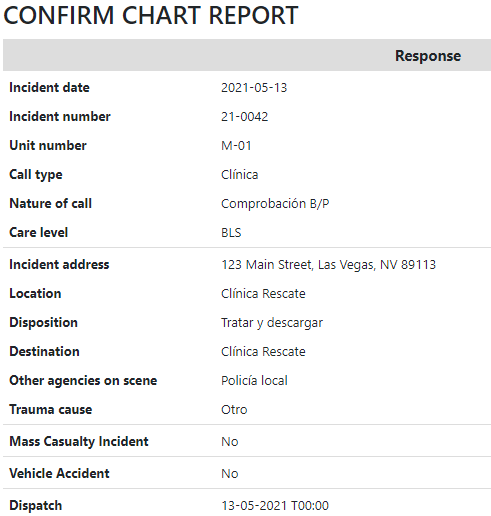 CONFIRM CHART REPORT
Response
Incident date 2021-05-13
Incident number 21-0042
Unit number M-01
Call type Clínica
Nature of call Comprobación B/P
Care level BLS
Incident address 123 Main Street, Las Vegas, NV 89113
Location Clínica Rescate
Disposition Tratar y descargar
Destination Clínica Rescate
Other agencies on scene Policía local
Trauma cause Otro
Mass Casualty Incident No
Vehicle Accident No
Dispatch 13-05-2021 T00:00